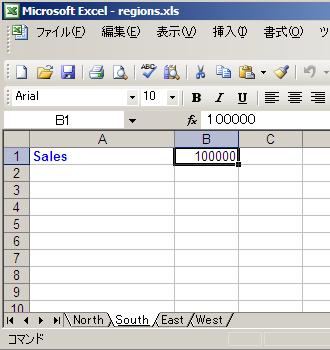 Microsoft Excel - regions.xls
ファイル(F) 編集(E) 表示(V) 挿入(I) 書式(O) ツ
ABC
Arial 10 B I U
B1 fx 100000
A B C
1 Sales 100000
2
3
4
5
6
7
8
9
10
North South East West
コマンド